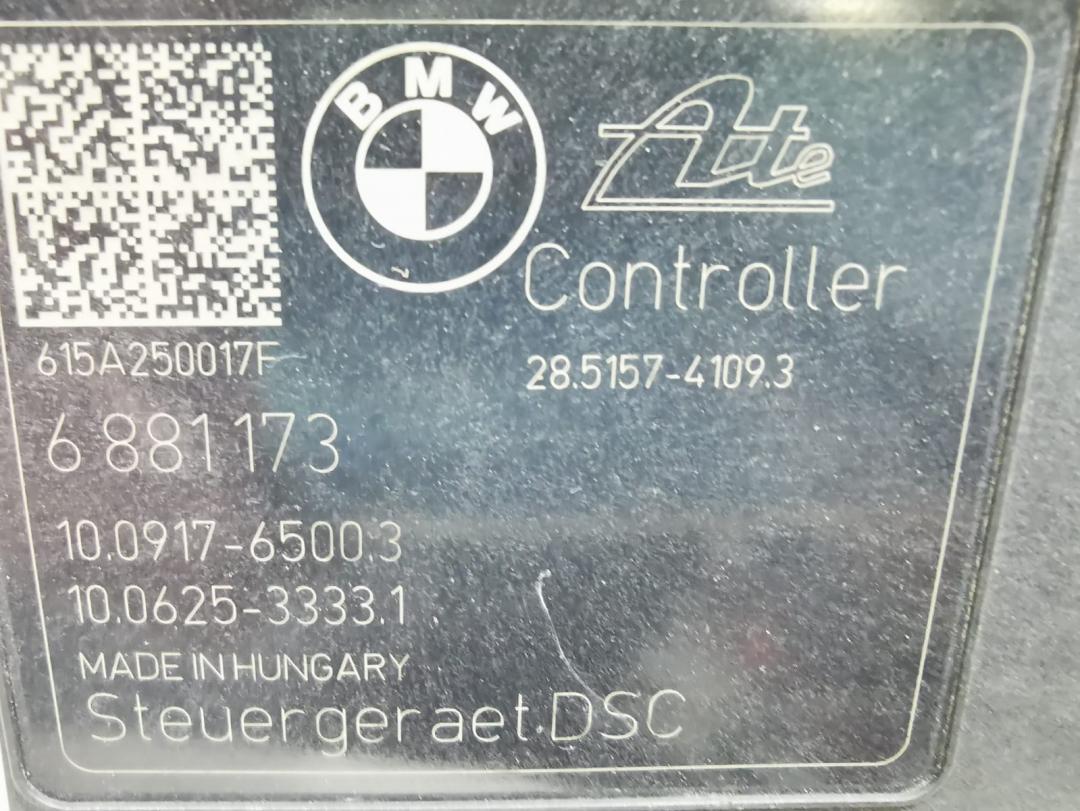 BMW
Ate
Controller
615A250017F
28.5157-4109.3
6 881 173
10.0917-6500.3
10.0625-3333.1
MADE IN HUNGARY
Steuergeraet DSC